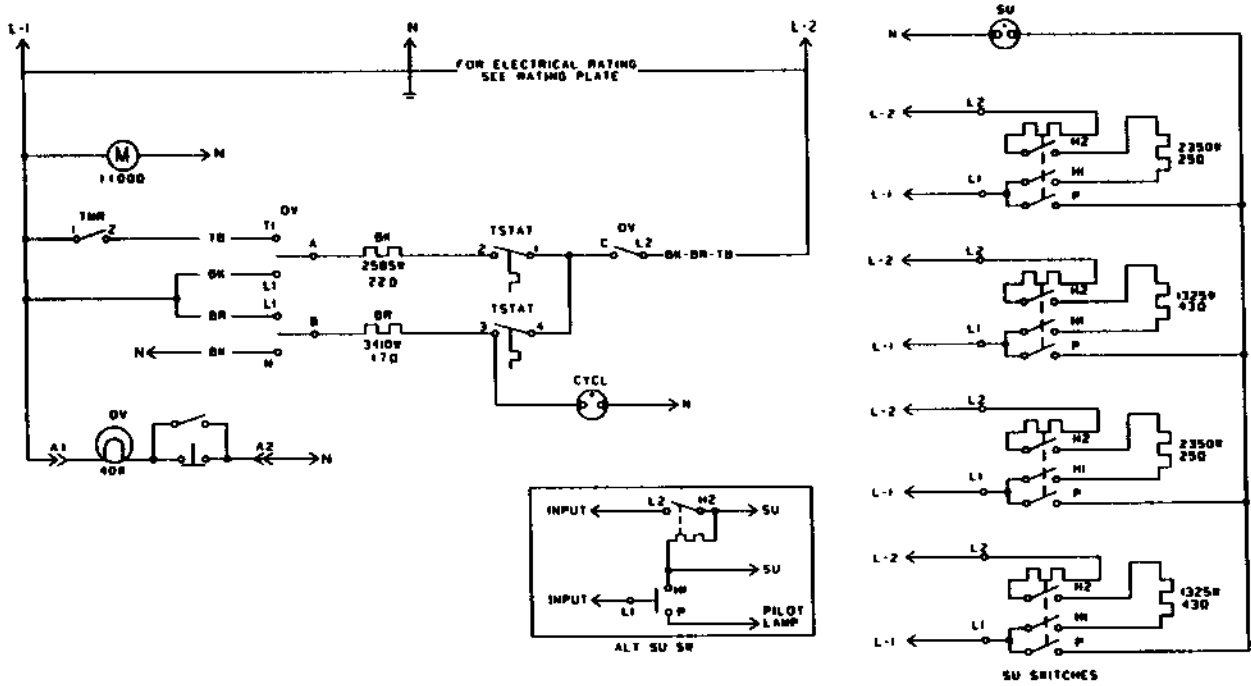 L-1
N
L-2
FOR ELECTRICAL RATING
SEE RATING PLATE
M
N
1100Ω
TMR
1
2
TB
T1
OV
A
BK
2585W
22Ω
TSTAT
2
1
C
OV
L2
BK-BR-TB
BK
L1
L1
BR
B
BR
3410W
17Ω
TSTAT
3
4
N
BK
N
CYCL
N
A1
OV
40W
A2
N
INPUT
L2
H2
SU
SU
INPUT
L1
H1
P
PILOT
LAMP
ALT SU SW
SU
N
L-2
L2
H2
2350W
25Ω
L-1
L1
H1
P
L-2
L2
H2
1325W
43Ω
L-1
L1
H1
P
L-2
L2
H2
2350W
25Ω
L-1
L1
H1
P
L-2
L2
H2
1325W
43Ω
L-1
L1
H1
P
SU SWITCHES